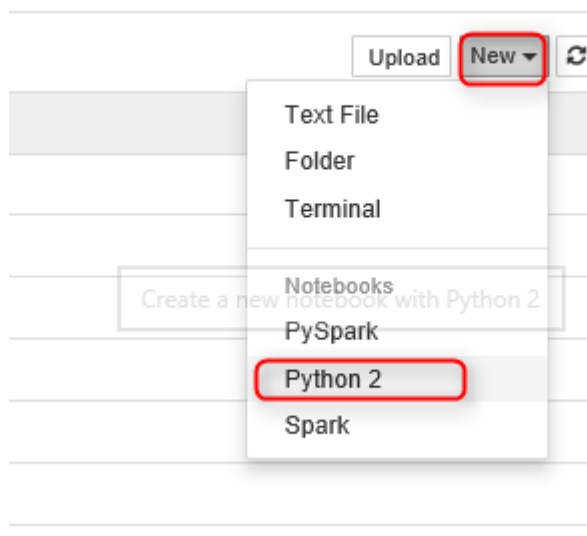 Upload New
Text File
Folder
Terminal
Notebooks
Create a new notebook with Python 2
PySpark
Python 2
Spark